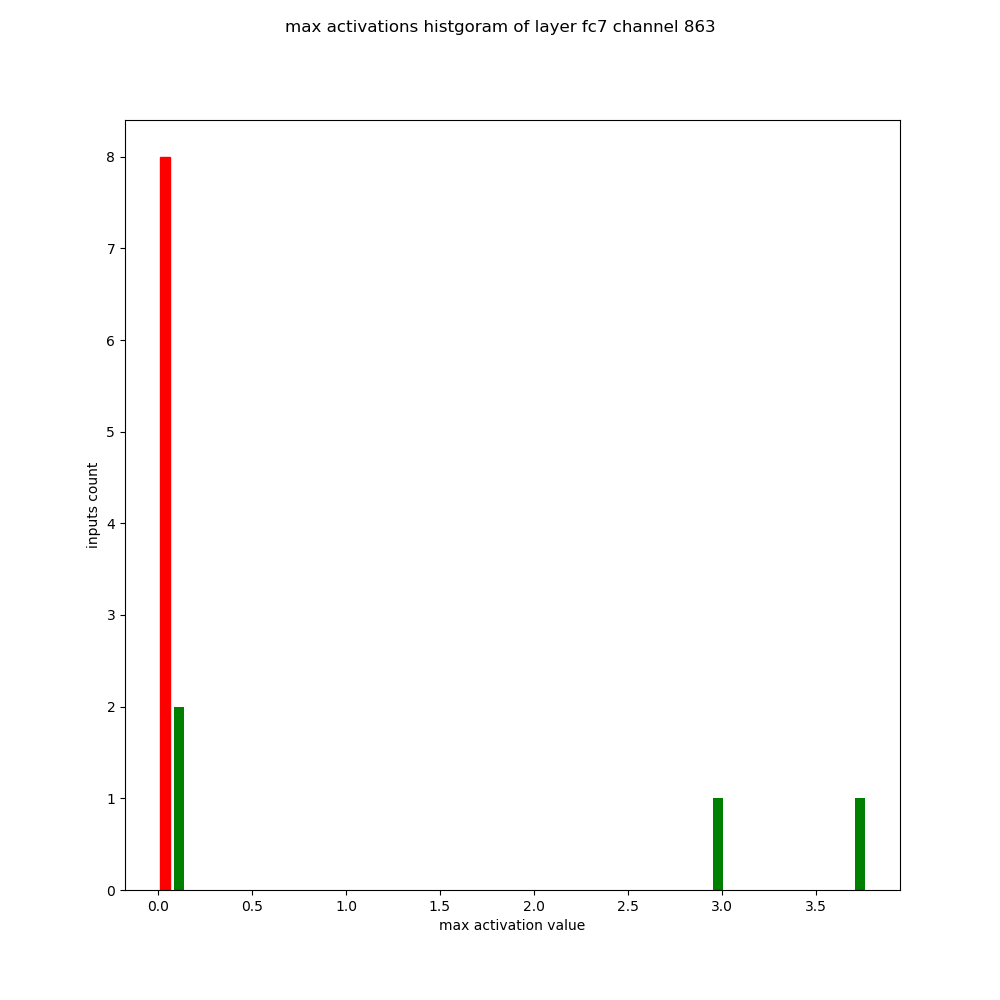 max activations histgoram of layer fc7 channel 863
8
7
6
5
4
3
2
1
0
inputs count
0.0 0.5 1.0 1.5 2.0 2.5 3.0 3.5
max activation value